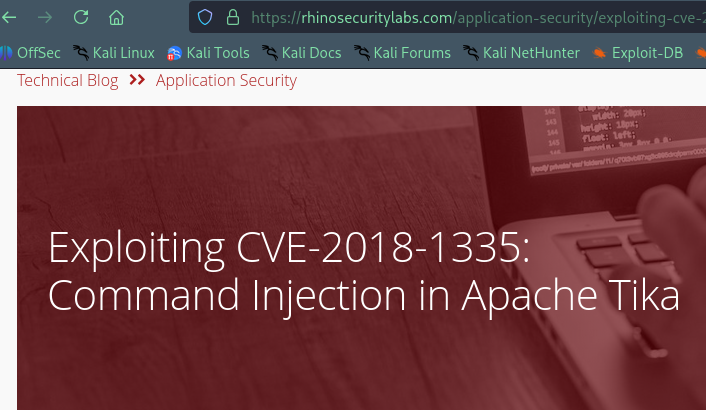 https://rhinosecuritylabs.com/application-security/exploiting-cve-2
OffSec Kali Linux Kali Tools Kali Docs Kali Forums Kali NetHunter Exploit-DB
Technical Blog Application Security
Exploiting CVE-2018-1335:
Command Injection in Apache Tika